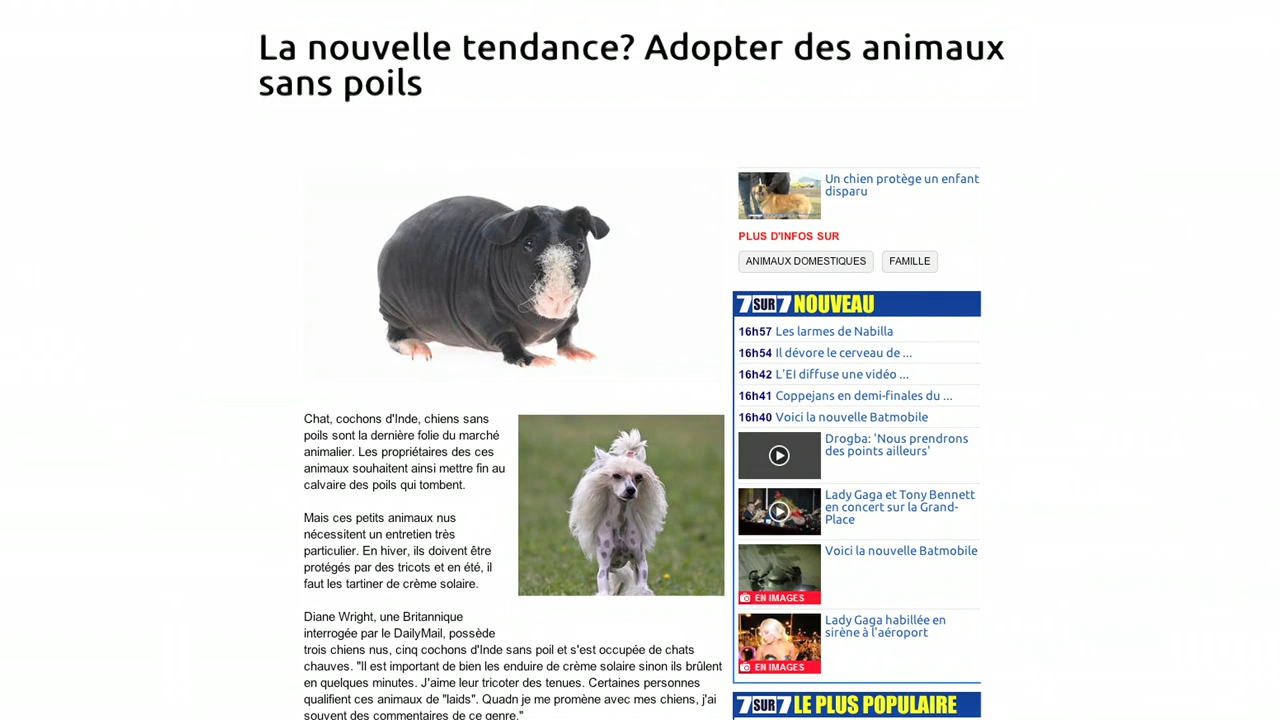 La nouvelle tendance? Adopter des animaux
sans poils
Chat, cochons d'Inde, chiens sans
poils sont la dernière folie du marché
animalier. Les propriétaires des ces
animaux souhaitent ainsi mettre fin au
calvaire des poils qui tombent.
Mais ces petits animaux nus
nécessitent un entretien très
particulier. En hiver, ils doivent être
protégés par des tricots et en été, il
faut les tartiner de crème solaire.
Diane Wright, une Britannique
interrogée par le DailyMail, possède
trois chiens nus, cinq cochons d'Inde sans poil et s'est occupée de chats
chauves. "Il est important de bien les enduire de crème solaire sinon ils brûlent
en quelques minutes. J'aime leur tricoter des tenues. Certaines personnes
qualifient ces animaux de "laids". Quadn je me promène avec mes chiens, j'ai
souvent des commentaires de ce genre."
Un chien protège un enfant
disparu
PLUS D'INFOS SUR
ANIMAUX DOMESTIQUES FAMILLE
7SUR7 NOUVEAU
16h57 Les larmes de Nabilla
16h54 Il dévore le cerveau de ...
16h42 L'EI diffuse une vidéo ...
16h41 Coppejans en demi-finales du ...
16h40 Voici la nouvelle Batmobile
Drogba: 'Nous prendrons
des points ailleurs'
Lady Gaga et Tony Bennett
en concert sur la Grand-
Place
Voici la nouvelle Batmobile
EN IMAGES
Lady Gaga habillée en
sirène à l'aéroport
EN IMAGES
7SUR7 LE PLUS POPULAIRE